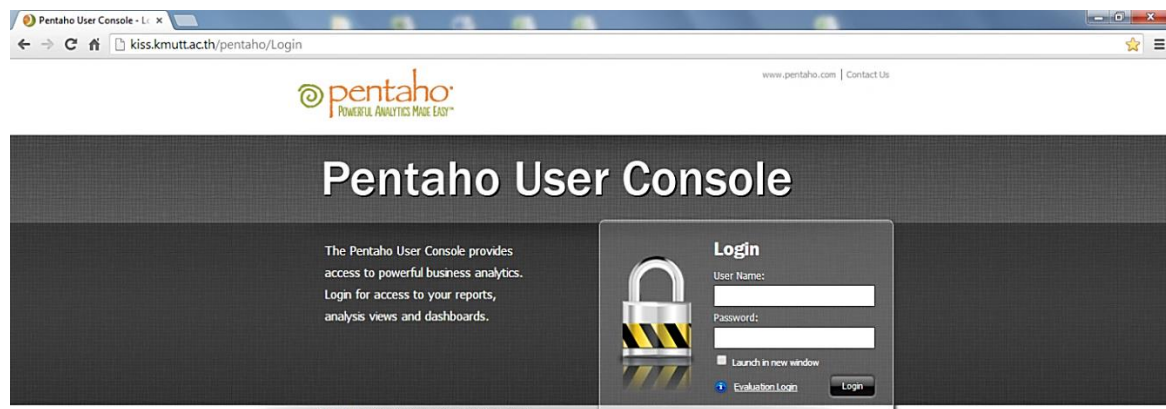 Pentaho User Console - Lo
kiss.kmutt.ac.th/pentaho/Login
www.pentaho.com | Contact Us
pentaho
POWERFUL ANALYTICS MADE EASY™
Pentaho User Console
The Pentaho User Console provides
access to powerful business analytics.
Login for access to your reports,
analysis views and dashboards.
Login
User Name:
Password:
Launch in new window
Evaluation Login
Login